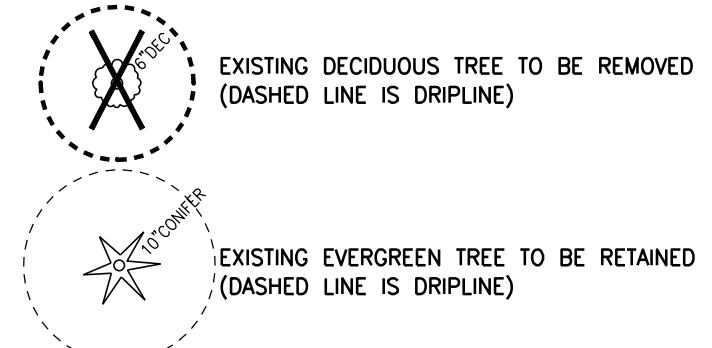 6"DEC
EXISTING DECIDUOUS TREE TO BE REMOVED
(DASHED LINE IS DRIPLINE)
10"CONIFER
EXISTING EVERGREEN TREE TO BE RETAINED
(DASHED LINE IS DRIPLINE)